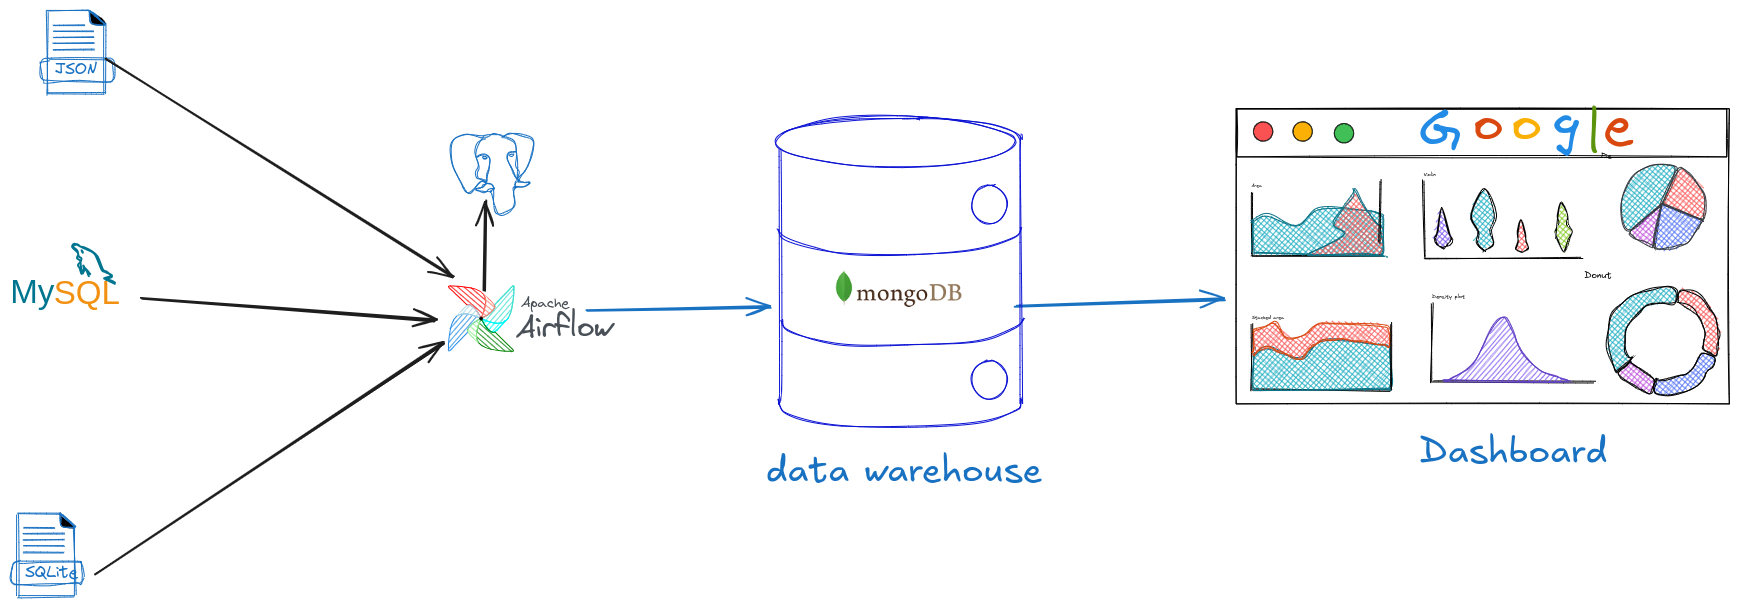 JSON
MySQL
SQLite
Apache
Airflow
mongoDB
data warehouse
Google
Area
Violin
Donut
Stacked area
Density plot
Dashboard